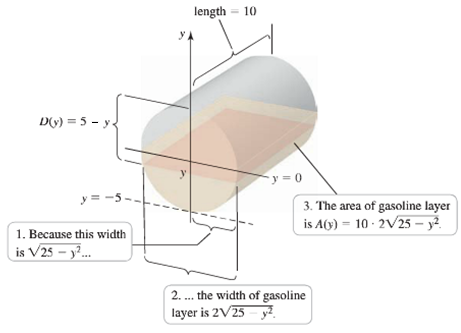 length = 10
y
D(y) = 5 - y
y
y = 0
y = -5
3. The area of gasoline layer
is A(y) = 10 · 2√25 - y².
1. Because this width
is √25 - y²...
2. ... the width of gasoline
layer is 2√25 - y².